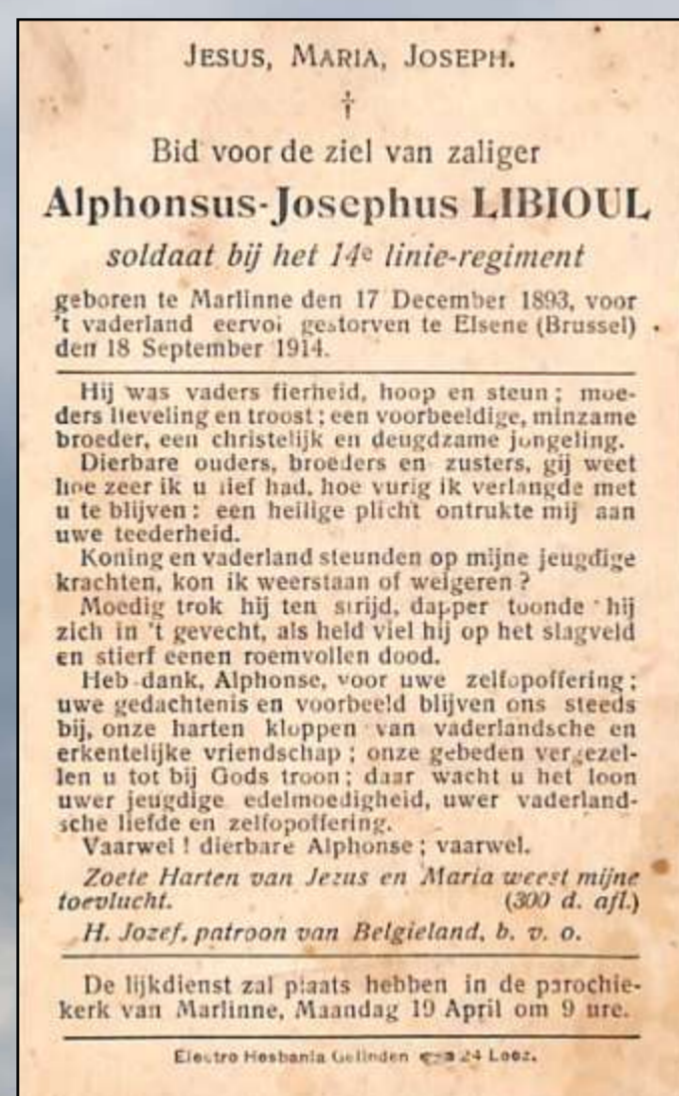 JESUS, MARIA, JOSEPH.
†
Bid voor de ziel van zaliger
Alphonsus-Josephus LIBIOUL
soldaat bij het 14e linie-regiment
geboren te Marlinne den 17 December 1893, voor
't vaderland eervol gestorven te Elsene (Brussel)
den 18 September 1914.
Hij was vaders fierheid, hoop en steun ; moe-
ders lieveling en troost ; een voorbeeldige, minzame
broeder, een christelijk en deugdzame jongeling.
Dierbare ouders, broeders en zusters, gij weet
hoe zeer ik u lief had, hoe vurig ik verlangde met
u te blijven : een heilige plicht ontrukte mij aan
uwe teederheid.
Koning en vaderland steunden op mijne jeugdige
krachten, kon ik weerstaan of weigeren ?
Moedig trok hij ten strijd, dapper toonde hij
zich in 't gevecht, als held viel hij op het slagveld
en stierf eenen roemvollen dood.
Heb dank, Alphonse, voor uwe zelfopoffering ;
uwe gedachtenis en voorbeeld blijven ons steeds
bij, onze harten kloppen van vaderlandsche en
erkentelijke vriendschap ; onze gebeden vergezel-
len u tot bij Gods troon ; daar wacht u het loon
uwer jeugdige edelmoedigheid, uwer vaderland-
sche liefde en zelfopoffering.
Vaarwel ! dierbare Alphonse ; vaarwel.
Zoete Harten van Jezus en Maria weest mijne
toevlucht. (300 d. afl.)
H. Jozef, patroon van Belgieland, b. v. o.
De lijkdienst zal plaats hebben in de parochie-
kerk van Marlinne, Maandag 19 April om 9 ure.
Electro Hesbania Gelinden 24 Looz.